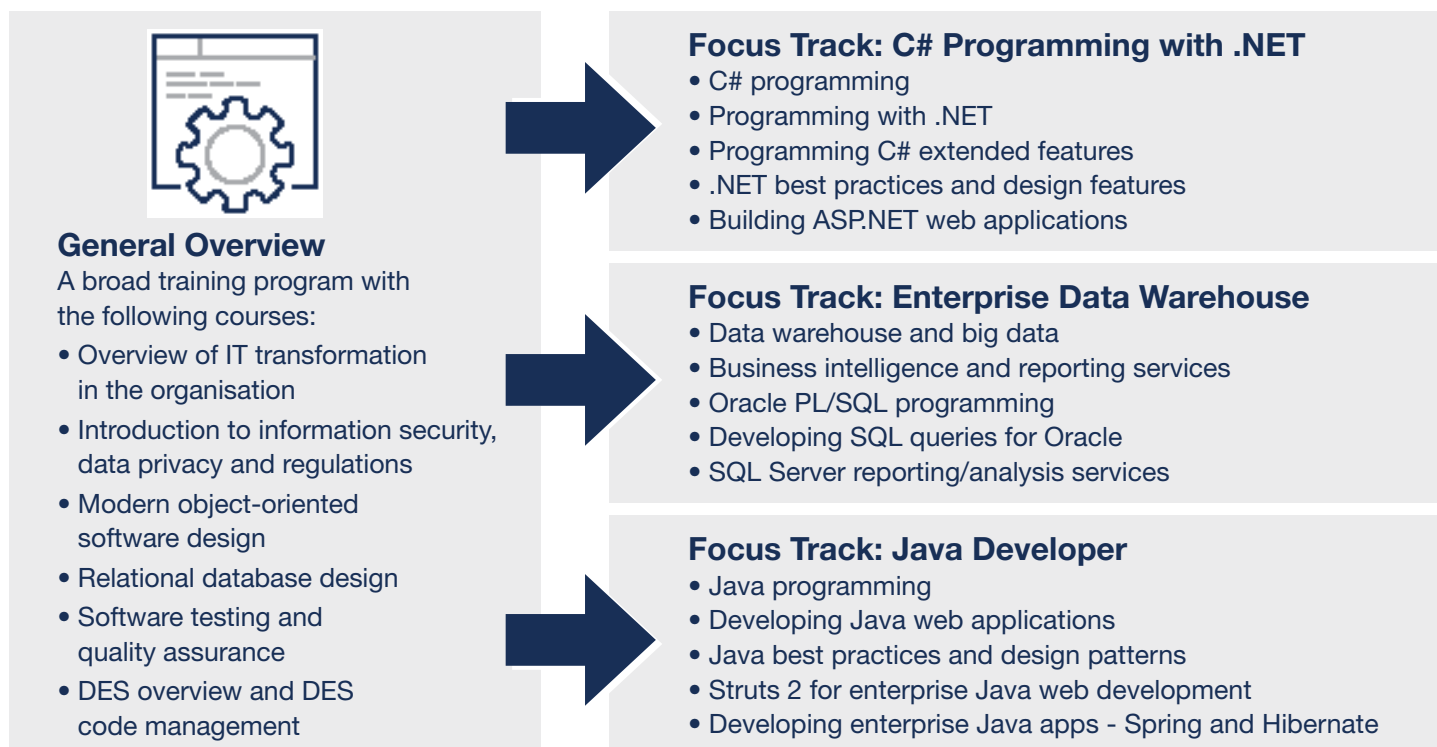 General Overview
A broad training program with
the following courses:
• Overview of IT transformation
in the organisation
• Introduction to information security,
data privacy and regulations
• Modern object-oriented
software design
• Relational database design
• Software testing and
quality assurance
• DES overview and DES
code management
Focus Track: C# Programming with .NET
• C# programming
• Programming with .NET
• Programming C# extended features
• .NET best practices and design features
• Building ASP.NET web applications
Focus Track: Enterprise Data Warehouse
• Data warehouse and big data
• Business intelligence and reporting services
• Oracle PL/SQL programming
• Developing SQL queries for Oracle
• SQL Server reporting/analysis services
Focus Track: Java Developer
• Java programming
• Developing Java web applications
• Java best practices and design patterns
• Struts 2 for enterprise Java web development
• Developing enterprise Java apps - Spring and Hibernate